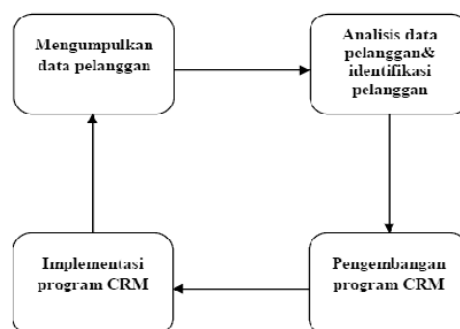 Mengumpulkan
data pelanggan
Analisis data
pelanggan&
identifikasi
pelanggan
Implementasi
program CRM
Pengembangan
program CRM